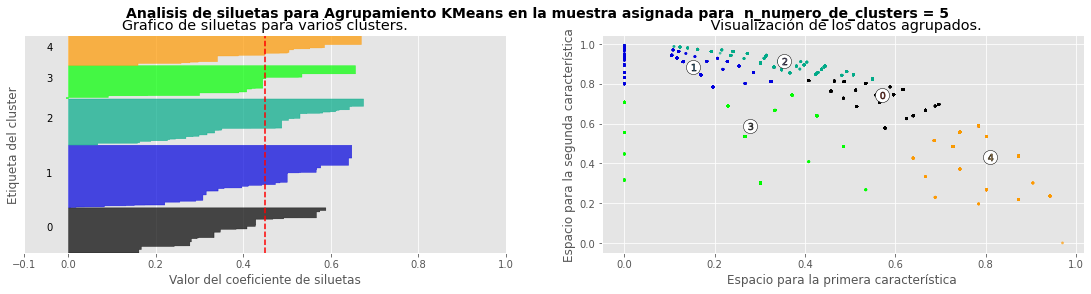 Analisis de siluetas para Agrupamiento KMeans en la muestra asignada para n_numero_de_clusters = 5
Grafico de siluetas para varios clusters.
Etiqueta del cluster
4
3
2
1
0
−0.1 0.0 0.2 0.4 0.6 0.8 1.0
Valor del coeficiente de siluetas
Visualización de los datos agrupados.
Espacio para la segunda característica
1.0
0.8
0.6
0.4
0.2
0.0
1 2 0 3 4
0.0 0.2 0.4 0.6 0.8 1.0
Espacio para la primera característica